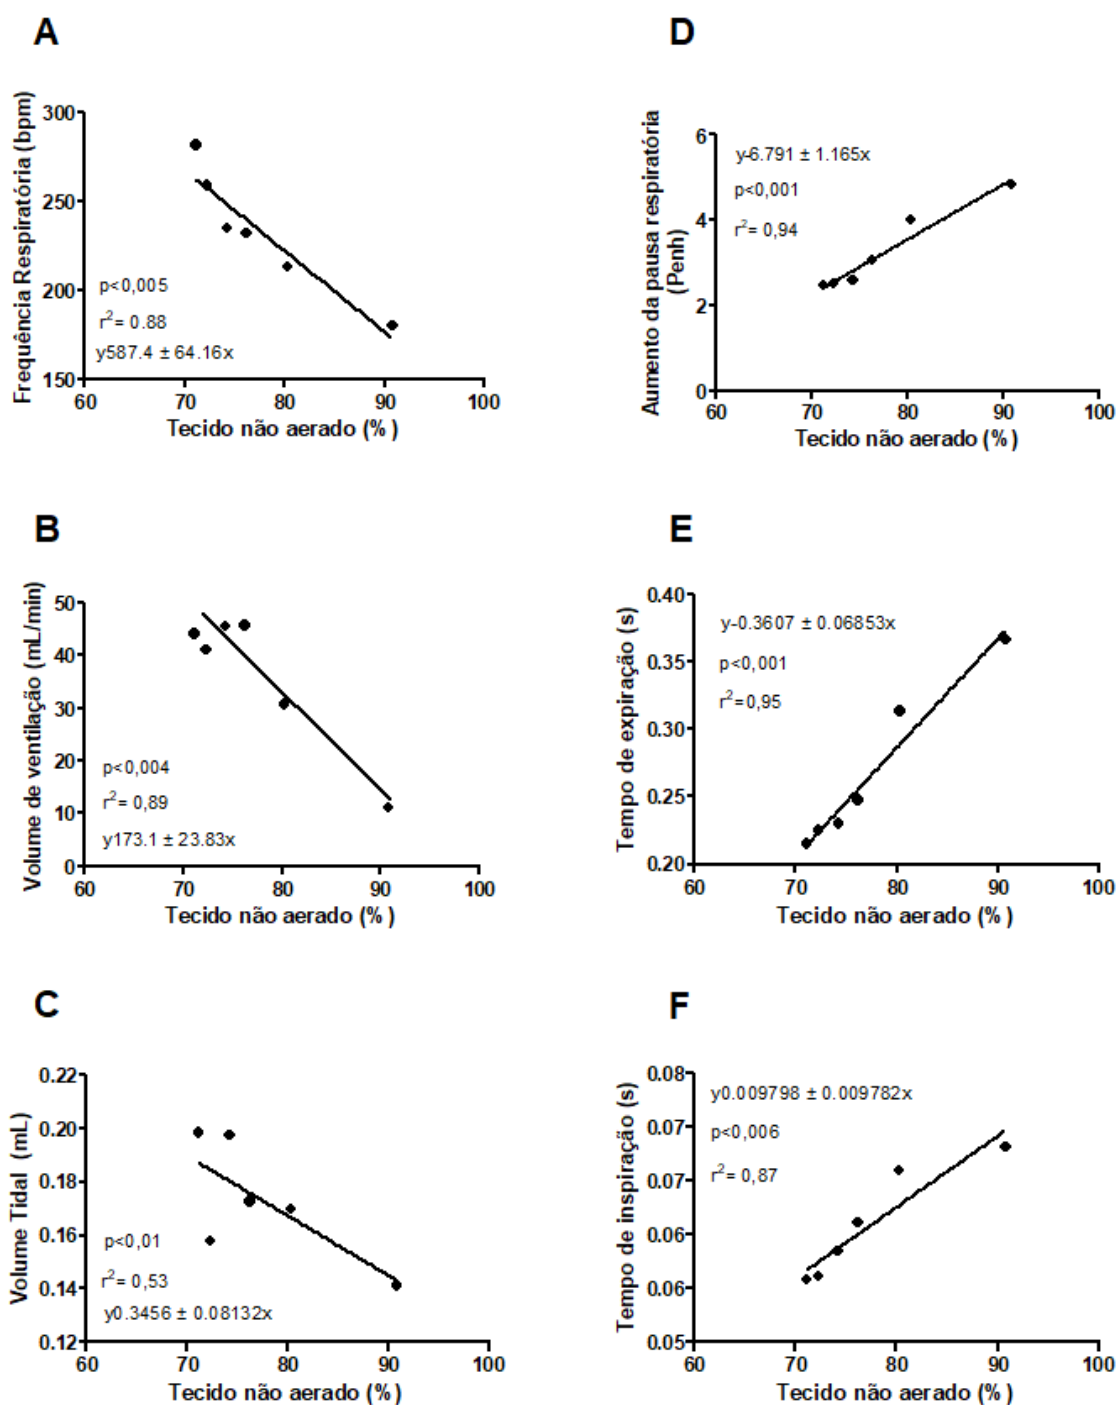 A
Frequência Respiratória (bpm)
300
250
200
150
p<0,005
r²= 0.88
y587.4 ± 64.16x
60 70 80 90 100
Tecido não aerado (%)
D
Aumento da pausa respiratória
(Penh)
6
4
2
0
y-6.791 ± 1.165x
p<0,001
r²= 0,94
60 70 80 90 100
Tecido não aerado (%)
B
Volume de ventilação (mL/min)
50
40
30
20
10
0
p<0,004
r²= 0,89
y173.1 ± 23.83x
60 70 80 90 100
Tecido não aerado (%)
E
Tempo de expiração (s)
0.40
0.35
0.30
0.25
0.20
y-0.3607 ± 0.06853x
p<0,001
r²=0,95
60 70 80 90 100
Tecido não aerado (%)
C
Volume Tidal (mL)
0.22
0.20
0.18
0.16
0.14
0.12
p<0,01
r²= 0,53
y0.3456 ± 0.08132x
60 70 80 90 100
Tecido não aerado (%)
F
Tempo de inspiração (s)
0.08
0.07
0.07
0.06
0.06
0.05
y0.009798 ± 0.009782x
p<0,006
r²= 0,87
60 70 80 90 100
Tecido não aerado (%)